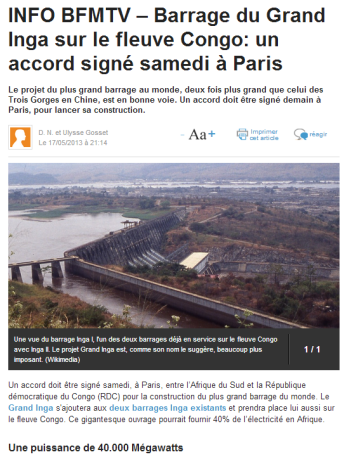 INFO BFMTV – Barrage du Grand
Inga sur le fleuve Congo: un
accord signé samedi à Paris
Le projet du plus grand barrage au monde, deux fois plus grand que celui des
Trois Gorges en Chine, est en bonne voie. Un accord doit être signé demain à
Paris, pour lancer sa construction.
D. N. et Ulysse Gosset
Le 17/05/2013 à 21:14
- Aa+
Imprimer
cet article
réagir
Une vue du barrage Inga I, l'un des deux barrages déjà en service sur le fleuve Congo
avec Inga II. Le projet Grand Inga est, comme son nom le suggère, beaucoup plus
imposant. (Wikimedia)
1 / 1
Un accord doit être signé samedi, à Paris, entre l'Afrique du Sud et la République
démocratique du Congo (RDC) pour la construction du plus grand barrage du monde. Le
Grand Inga s'ajoutera aux deux barrages Inga existants et prendra place lui aussi sur
le fleuve Congo. Ce gigantesque ouvrage pourrait fournir 40% de l'électricité en Afrique.
Une puissance de 40.000 Mégawatts